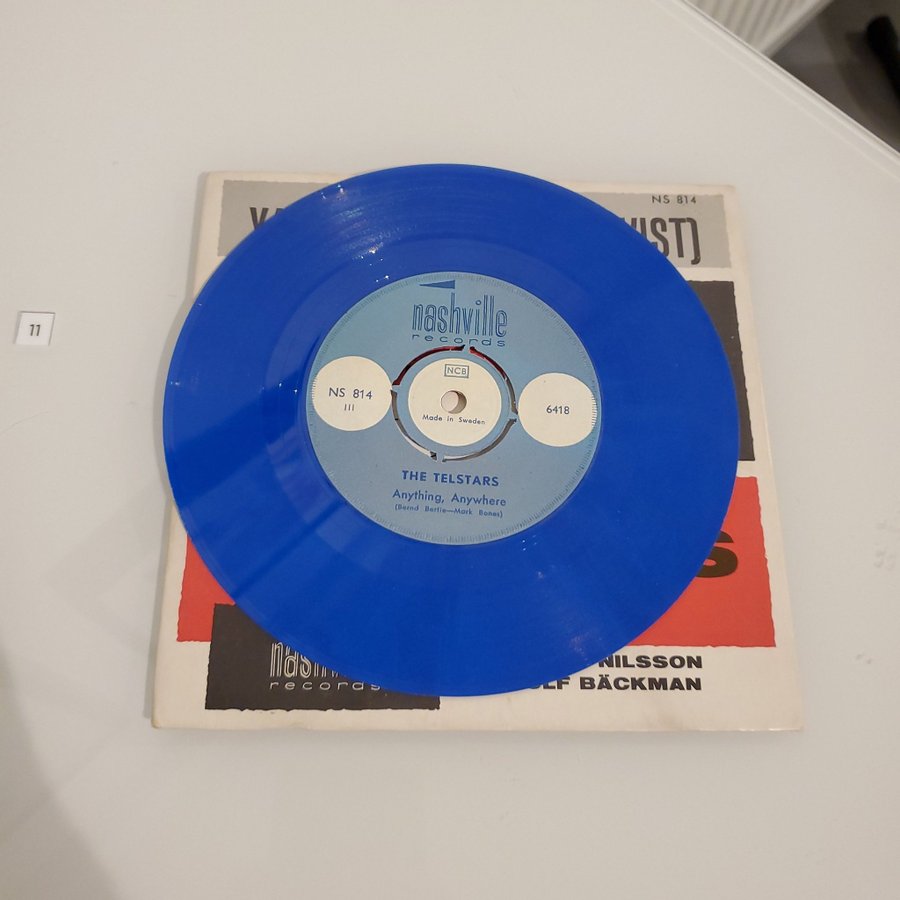 NS 814
11
nashville
records
NCB
NS 814
III
6418
Made in Sweden
THE TELSTARS
Anything, Anywhere
(Bernd Bertie—Mark Bones)
NILSSON
records
BÄCKMAN